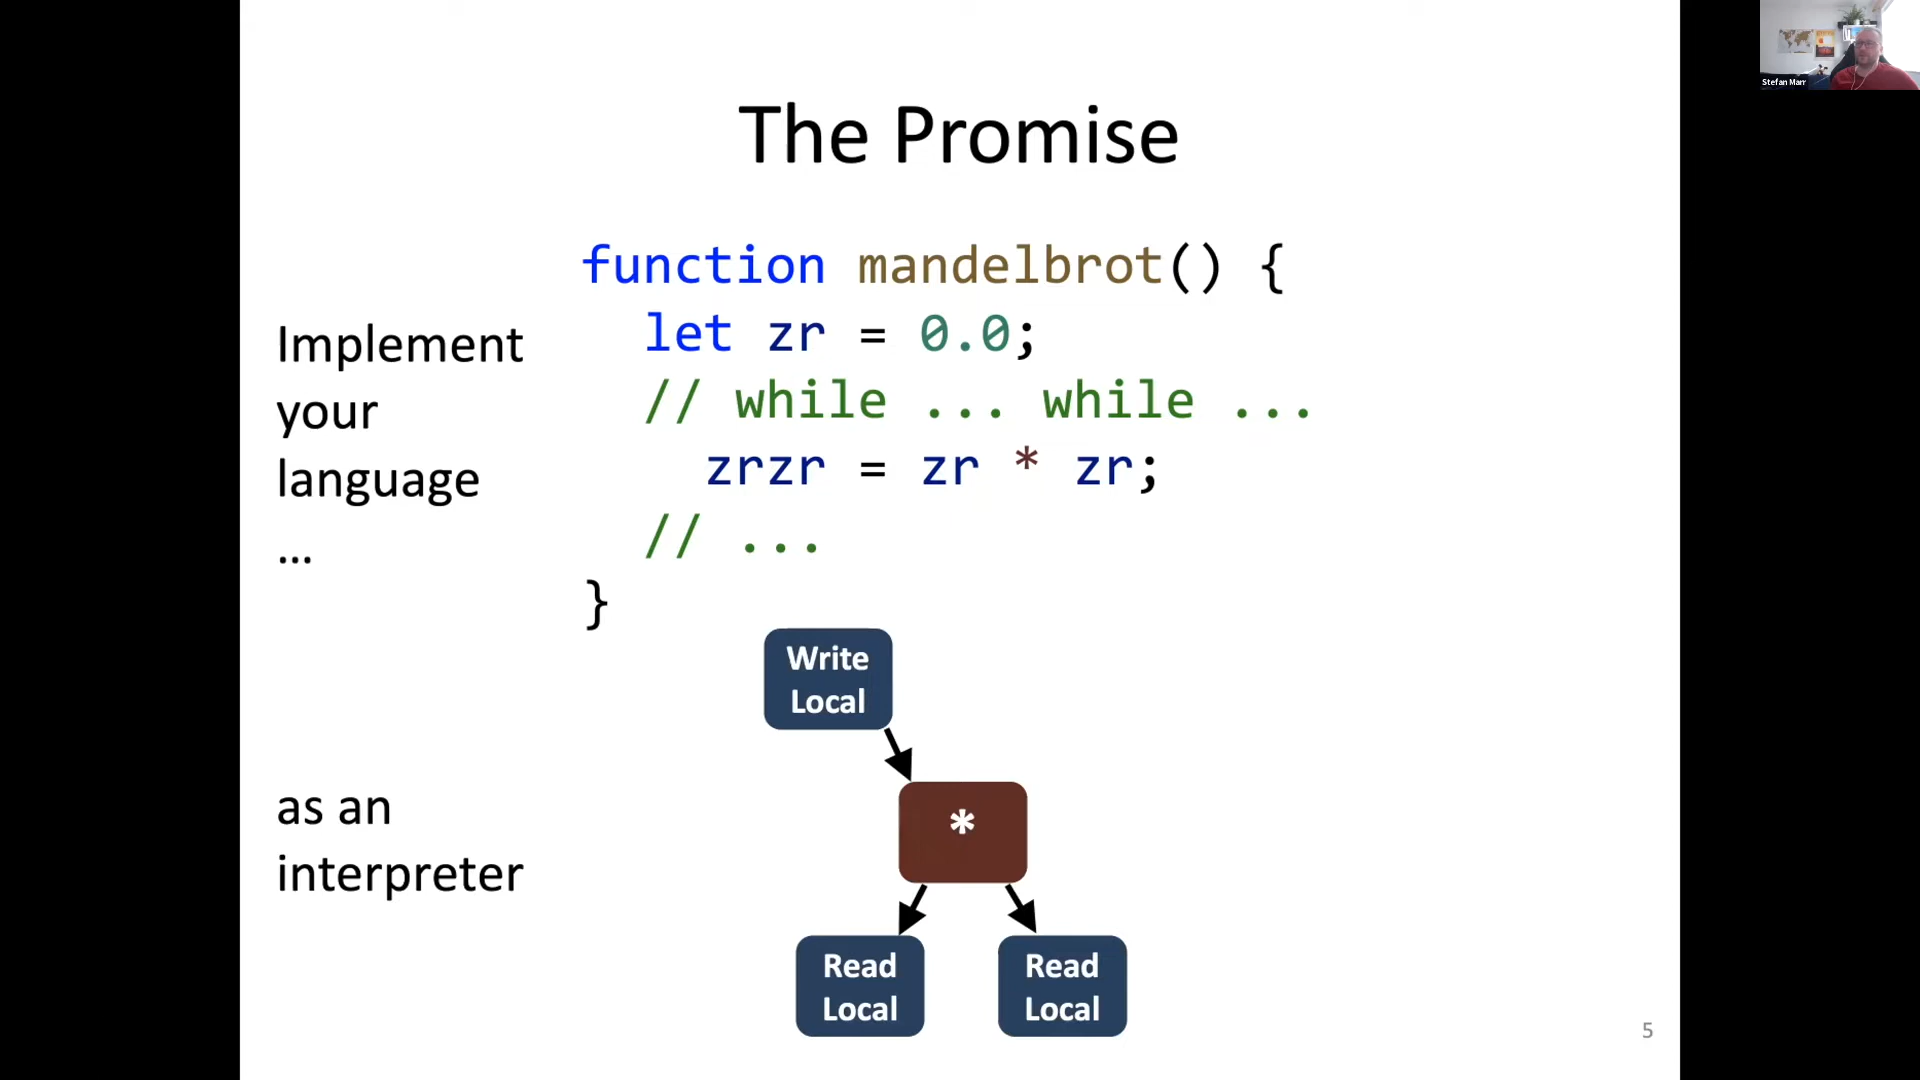 The Promise
Implement
your
language
...
function mandelbrot() {
let zr = 0.0;
// while ... while ...
zrzr = zr * zr;
// ...
}
as an
interpreter
Write
Local
*
Read
Local
Read
Local
5
Stefan Marr